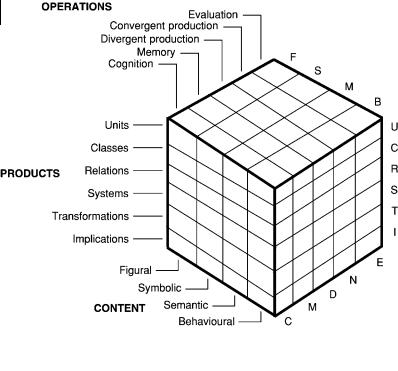 OPERATIONS
Evaluation
Convergent production
Divergent production
Memory
Cognition
F
S
M
B
Units
Classes
Relations
PRODUCTS
Systems
Transformations
Implications
U
C
R
S
T
I
Figural
Symbolic
Semantic
CONTENT
Behavioural
C
M
D
N
E